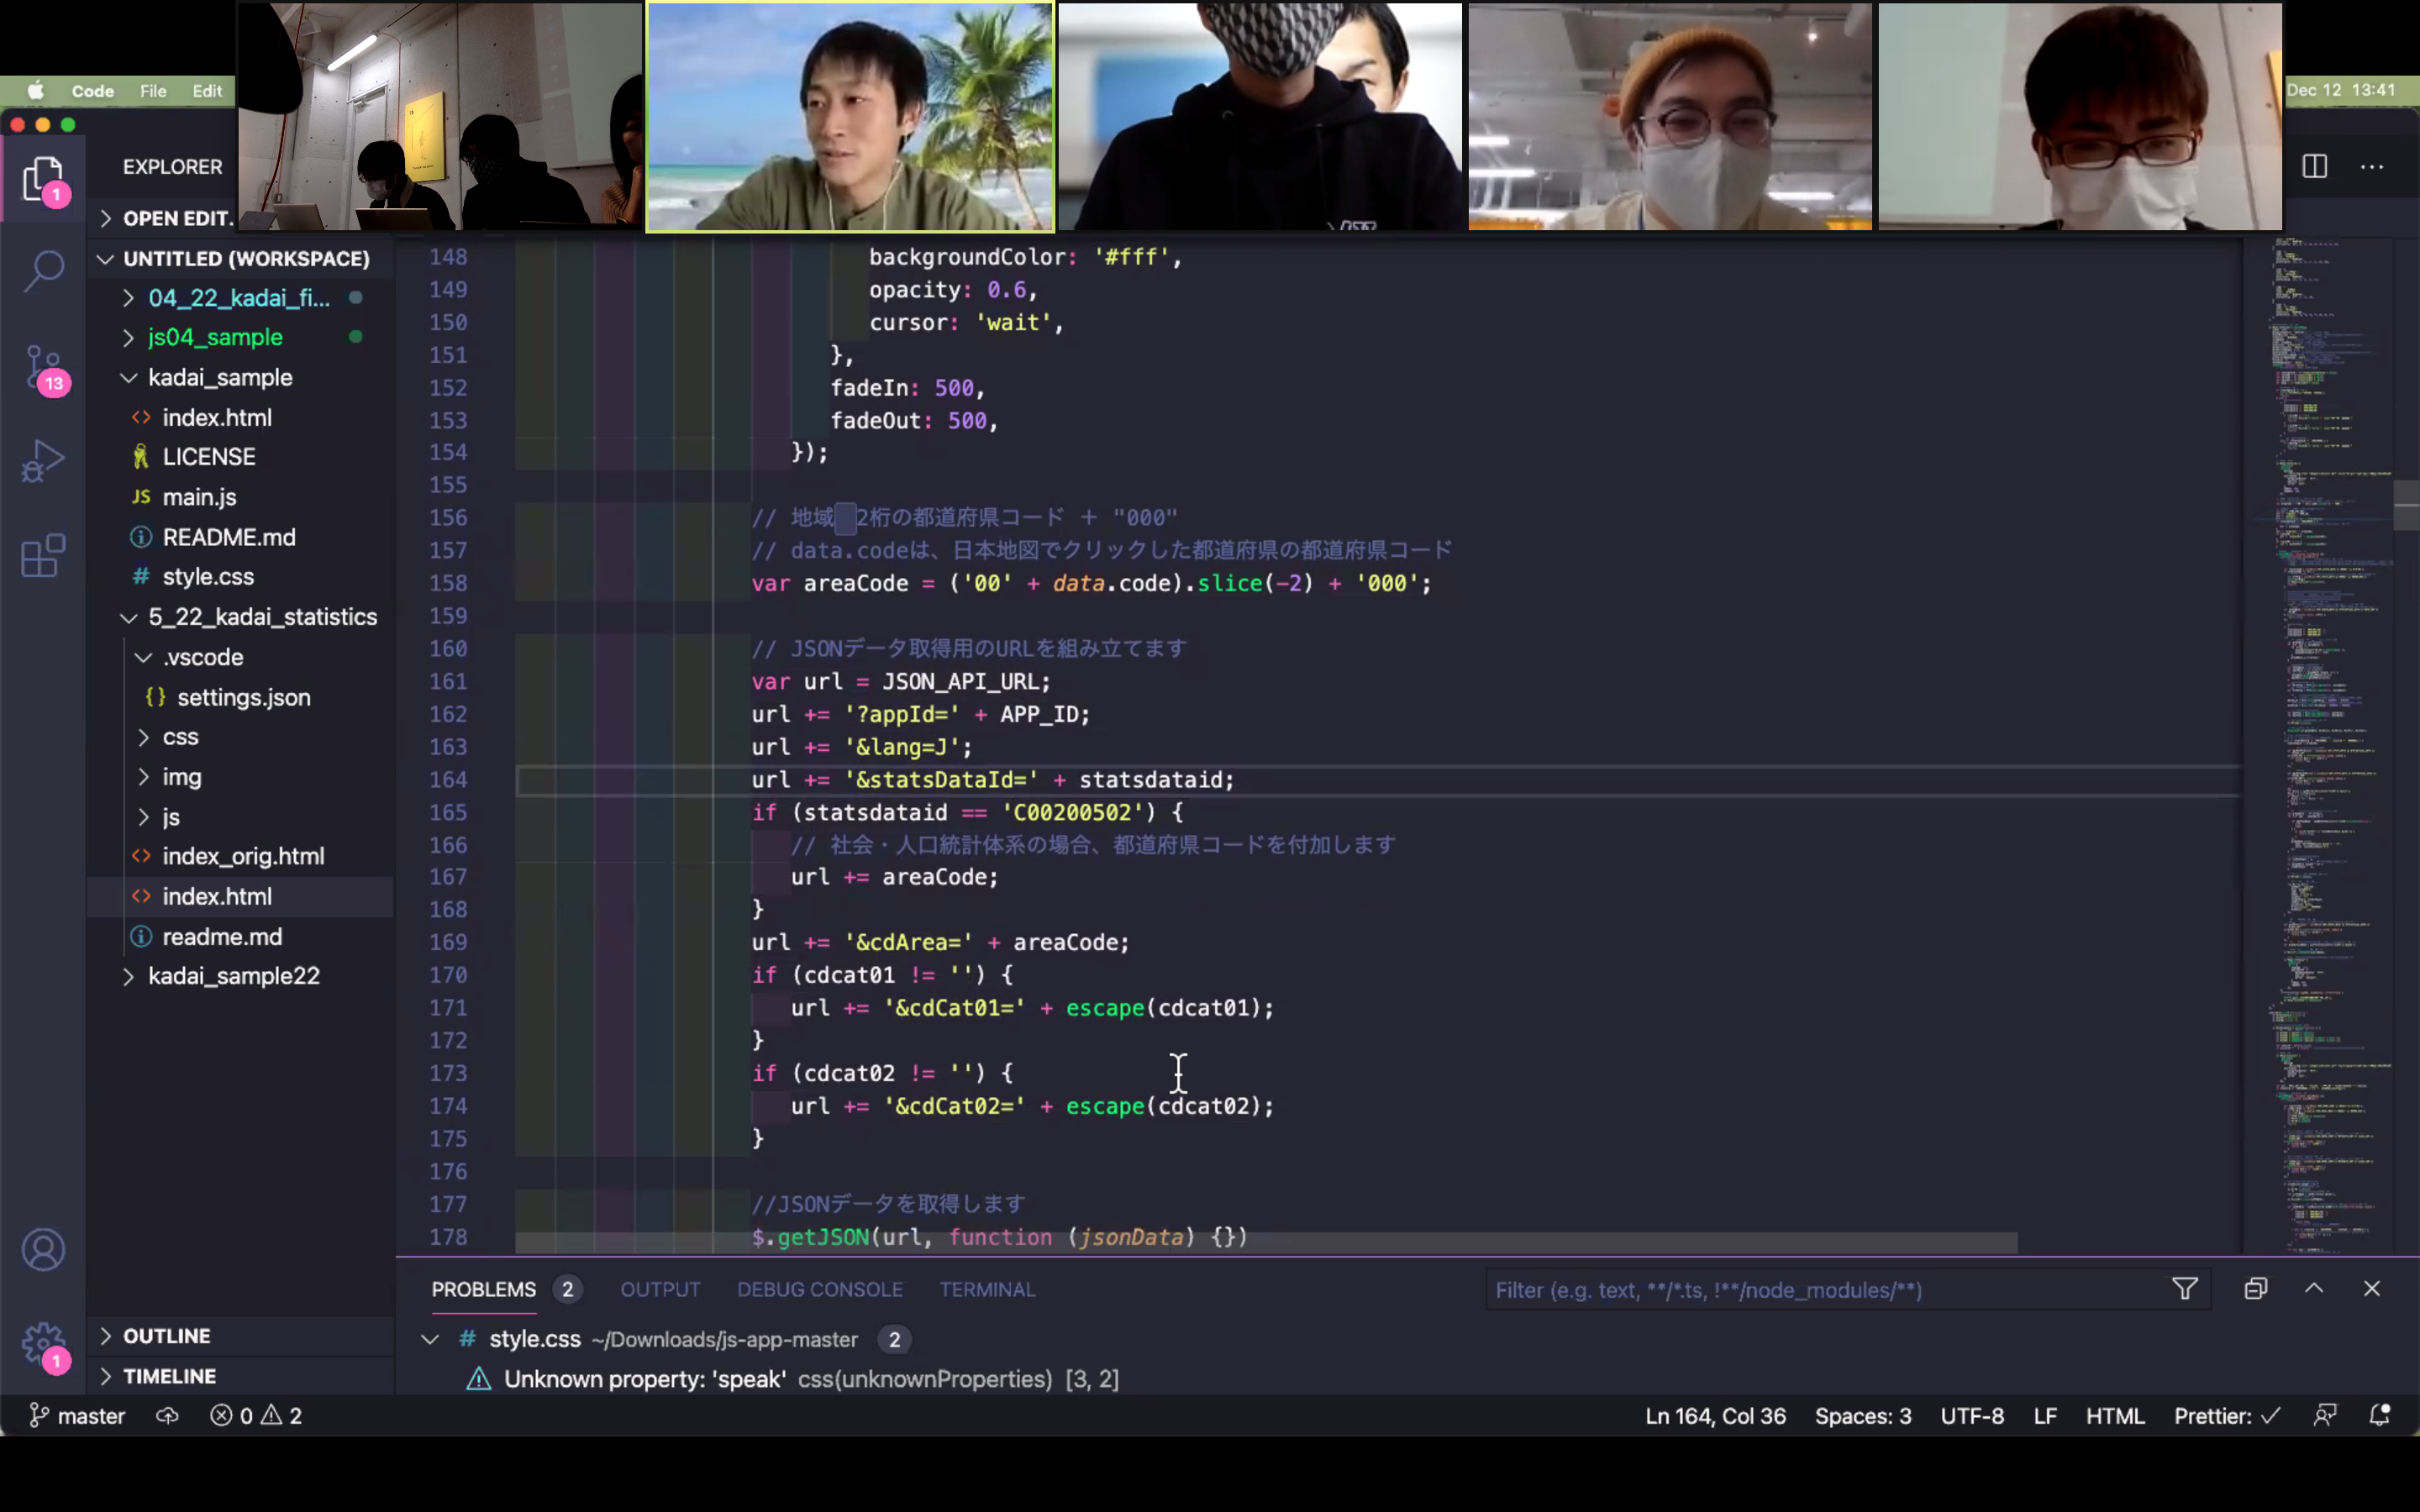 Code File Edit
Dec 12 13:41
EXPLORER
OPEN EDIT.
UNTITLED (WORKSPACE)
04_22_kadai_fi...
js04_sample
kadai_sample
index.html
LICENSE
JS main.js
README.md
# style.css
5_22_kadai_statistics
.vscode
{} settings.json
css
img
js
index_orig.html
index.html
readme.md
kadai_sample22
OUTLINE
TIMELINE
1
13
1
148 backgroundColor: '#fff',
149 opacity: 0.6,
150 cursor: 'wait',
151 },
152 fadeIn: 500,
153 fadeOut: 500,
154 });
155
156 // 地域 2桁の都道府県コード + "000"
157 // data.codeは、日本地図でクリックした都道府県の都道府県コード
158 var areaCode = ('00' + data.code).slice(-2) + '000';
159
160 // JSONデータ取得用のURLを組み立てます
161 var url = JSON_API_URL;
162 url += '?appId=' + APP_ID;
163 url += '&lang=J';
164 url += '&statsDataId=' + statsdataid;
165 if (statsdataid == 'C00200502') {
166 // 社会・人口統計体系の場合、都道府県コードを付加します
167 url += areaCode;
168 }
169 url += '&cdArea=' + areaCode;
170 if (cdcat01 != '') {
171 url += '&cdCat01=' + escape(cdcat01);
172 }
173 if (cdcat02 != '') {
174 url += '&cdCat02=' + escape(cdcat02);
175 }
176
177 //JSONデータを取得します
178 $.getJSON(url, function (jsonData) {})
PROBLEMS 2 OUTPUT DEBUG CONSOLE TERMINAL
Filter (e.g. text, **/*.ts, !**/node_modules/**)
# style.css ~/Downloads/js-app-master 2
Unknown property: 'speak' css(unknownProperties) [3, 2]
master 0 2
Ln 164, Col 36 Spaces: 3 UTF-8 LF HTML Prettier: ✓